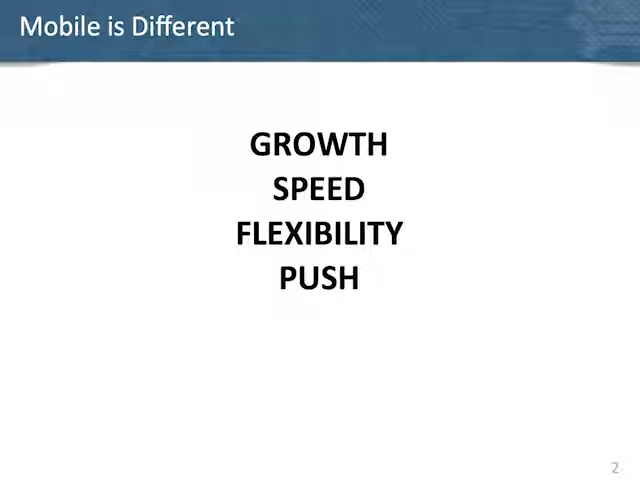 Mobile is Different
GROWTH
SPEED
FLEXIBILITY
PUSH
2